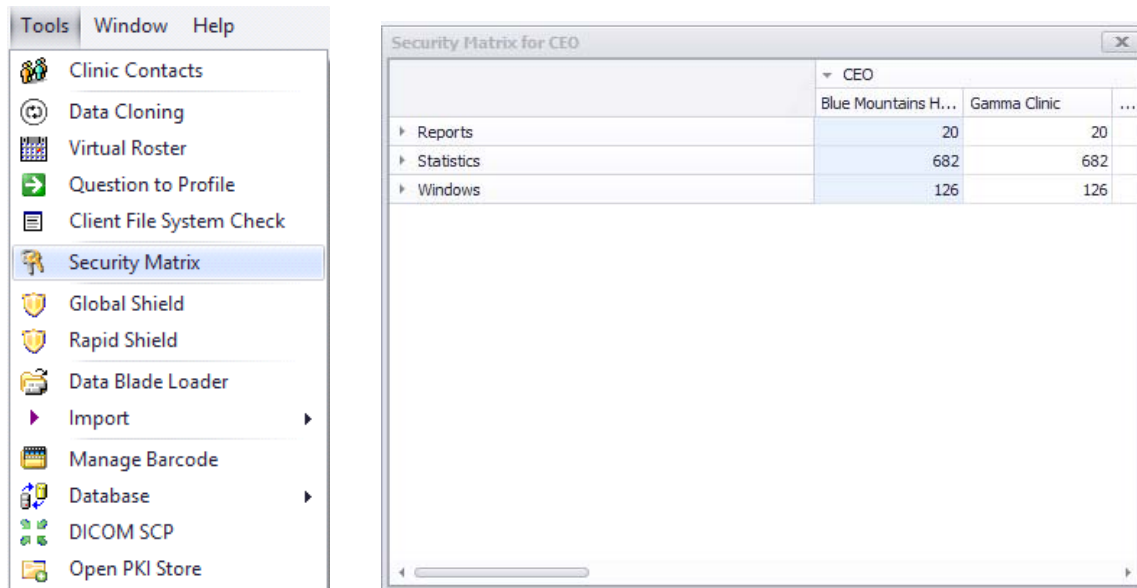 Tools Window Help
Clinic Contacts
Data Cloning
Virtual Roster
Question to Profile
Client File System Check
Security Matrix
Global Shield
Rapid Shield
Data Blade Loader
Import
Manage Barcode
Database
DICOM SCP
Open PKI Store
Security Matrix for CEO
CEO
Blue Mountains H... Gamma Clinic ...
Reports 20 20
Statistics 682 682
Windows 126 126